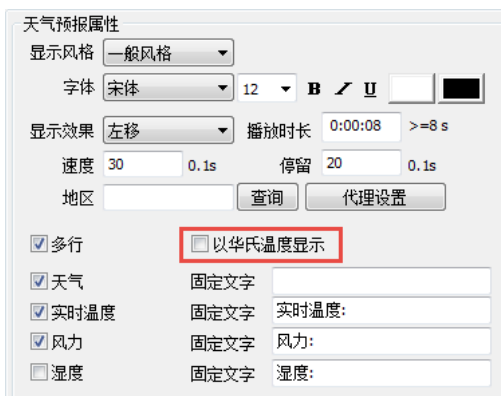 天气预报属性
显示风格 一般风格
字体 宋体 12 B I U
显示效果 左移 播放时长 0:00:08 >=8 s
速度 30 0.1s 停留 20 0.1s
地区 查询 代理设置
多行 以华氏温度显示
天气 固定文字
实时温度 固定文字 实时温度:
风力 固定文字 风力:
湿度 固定文字 湿度: